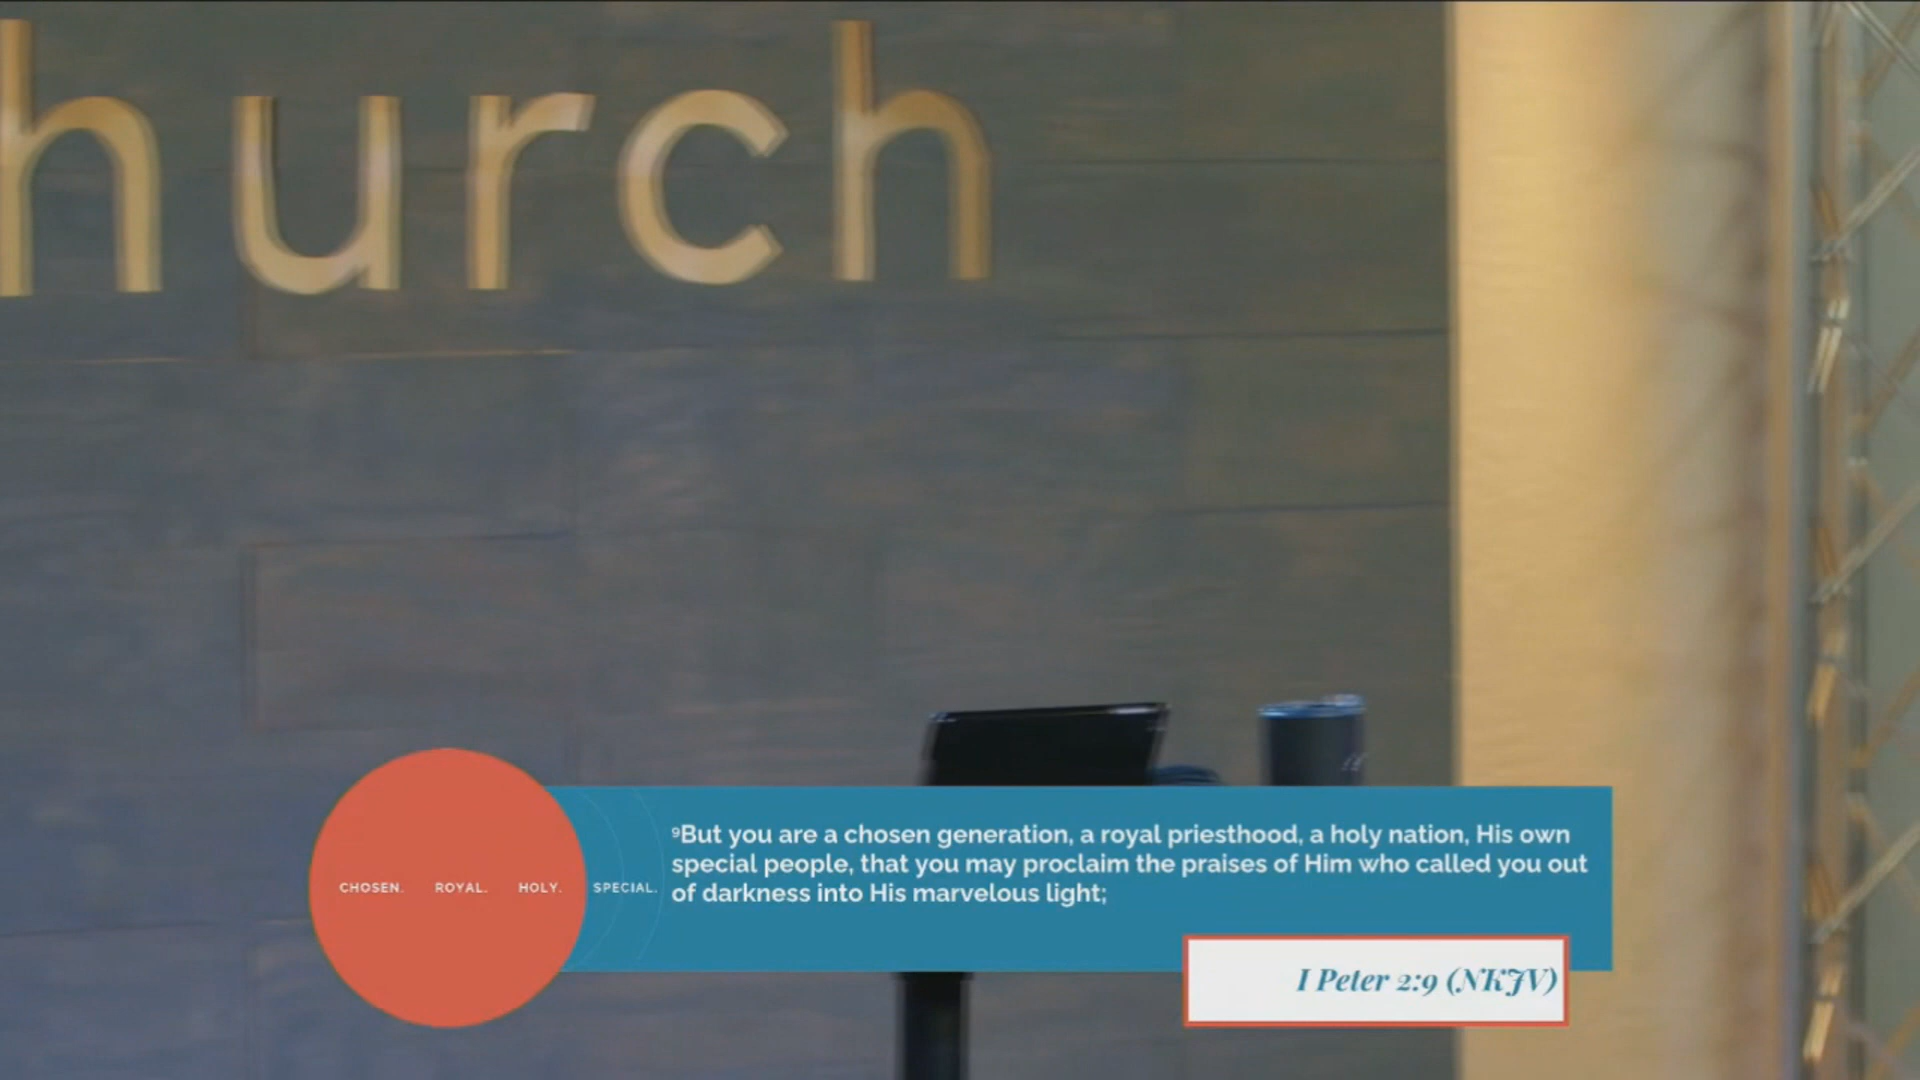 hurch
⁹But you are a chosen generation, a royal priesthood, a holy nation, His own
special people, that you may proclaim the praises of Him who called you out
of darkness into His marvelous light;
CHOSEN. ROYAL. HOLY. SPECIAL.
I Peter 2:9 (NKJV)